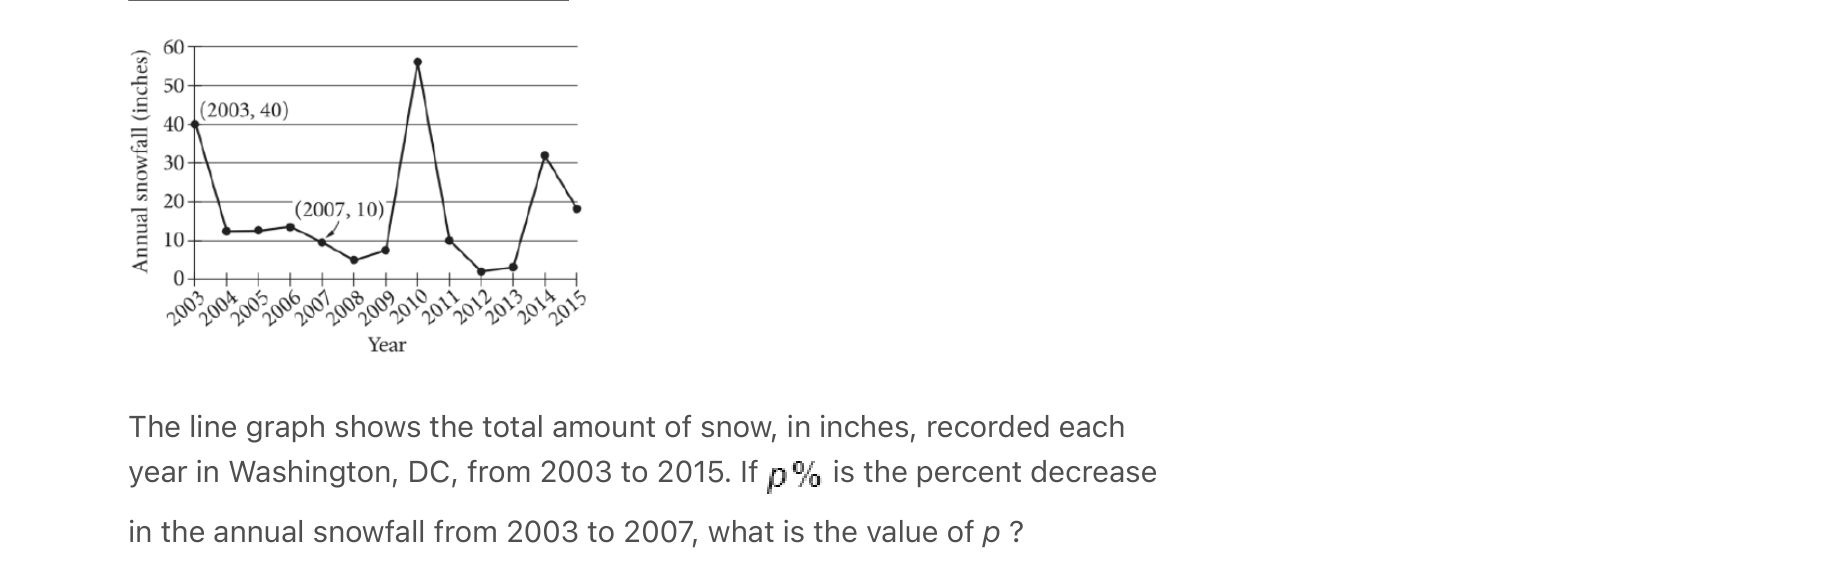 60
50
(2003, 40)
40
30
20
(2007, 10)
10
0
Annual snowfall (inches)
2003 2004 2005 2006 2007 2008 2009 2010 2011 2012 2013 2014 2015
Year
The line graph shows the total amount of snow, in inches, recorded each
year in Washington, DC, from 2003 to 2015. If p% is the percent decrease
in the annual snowfall from 2003 to 2007, what is the value of p ?